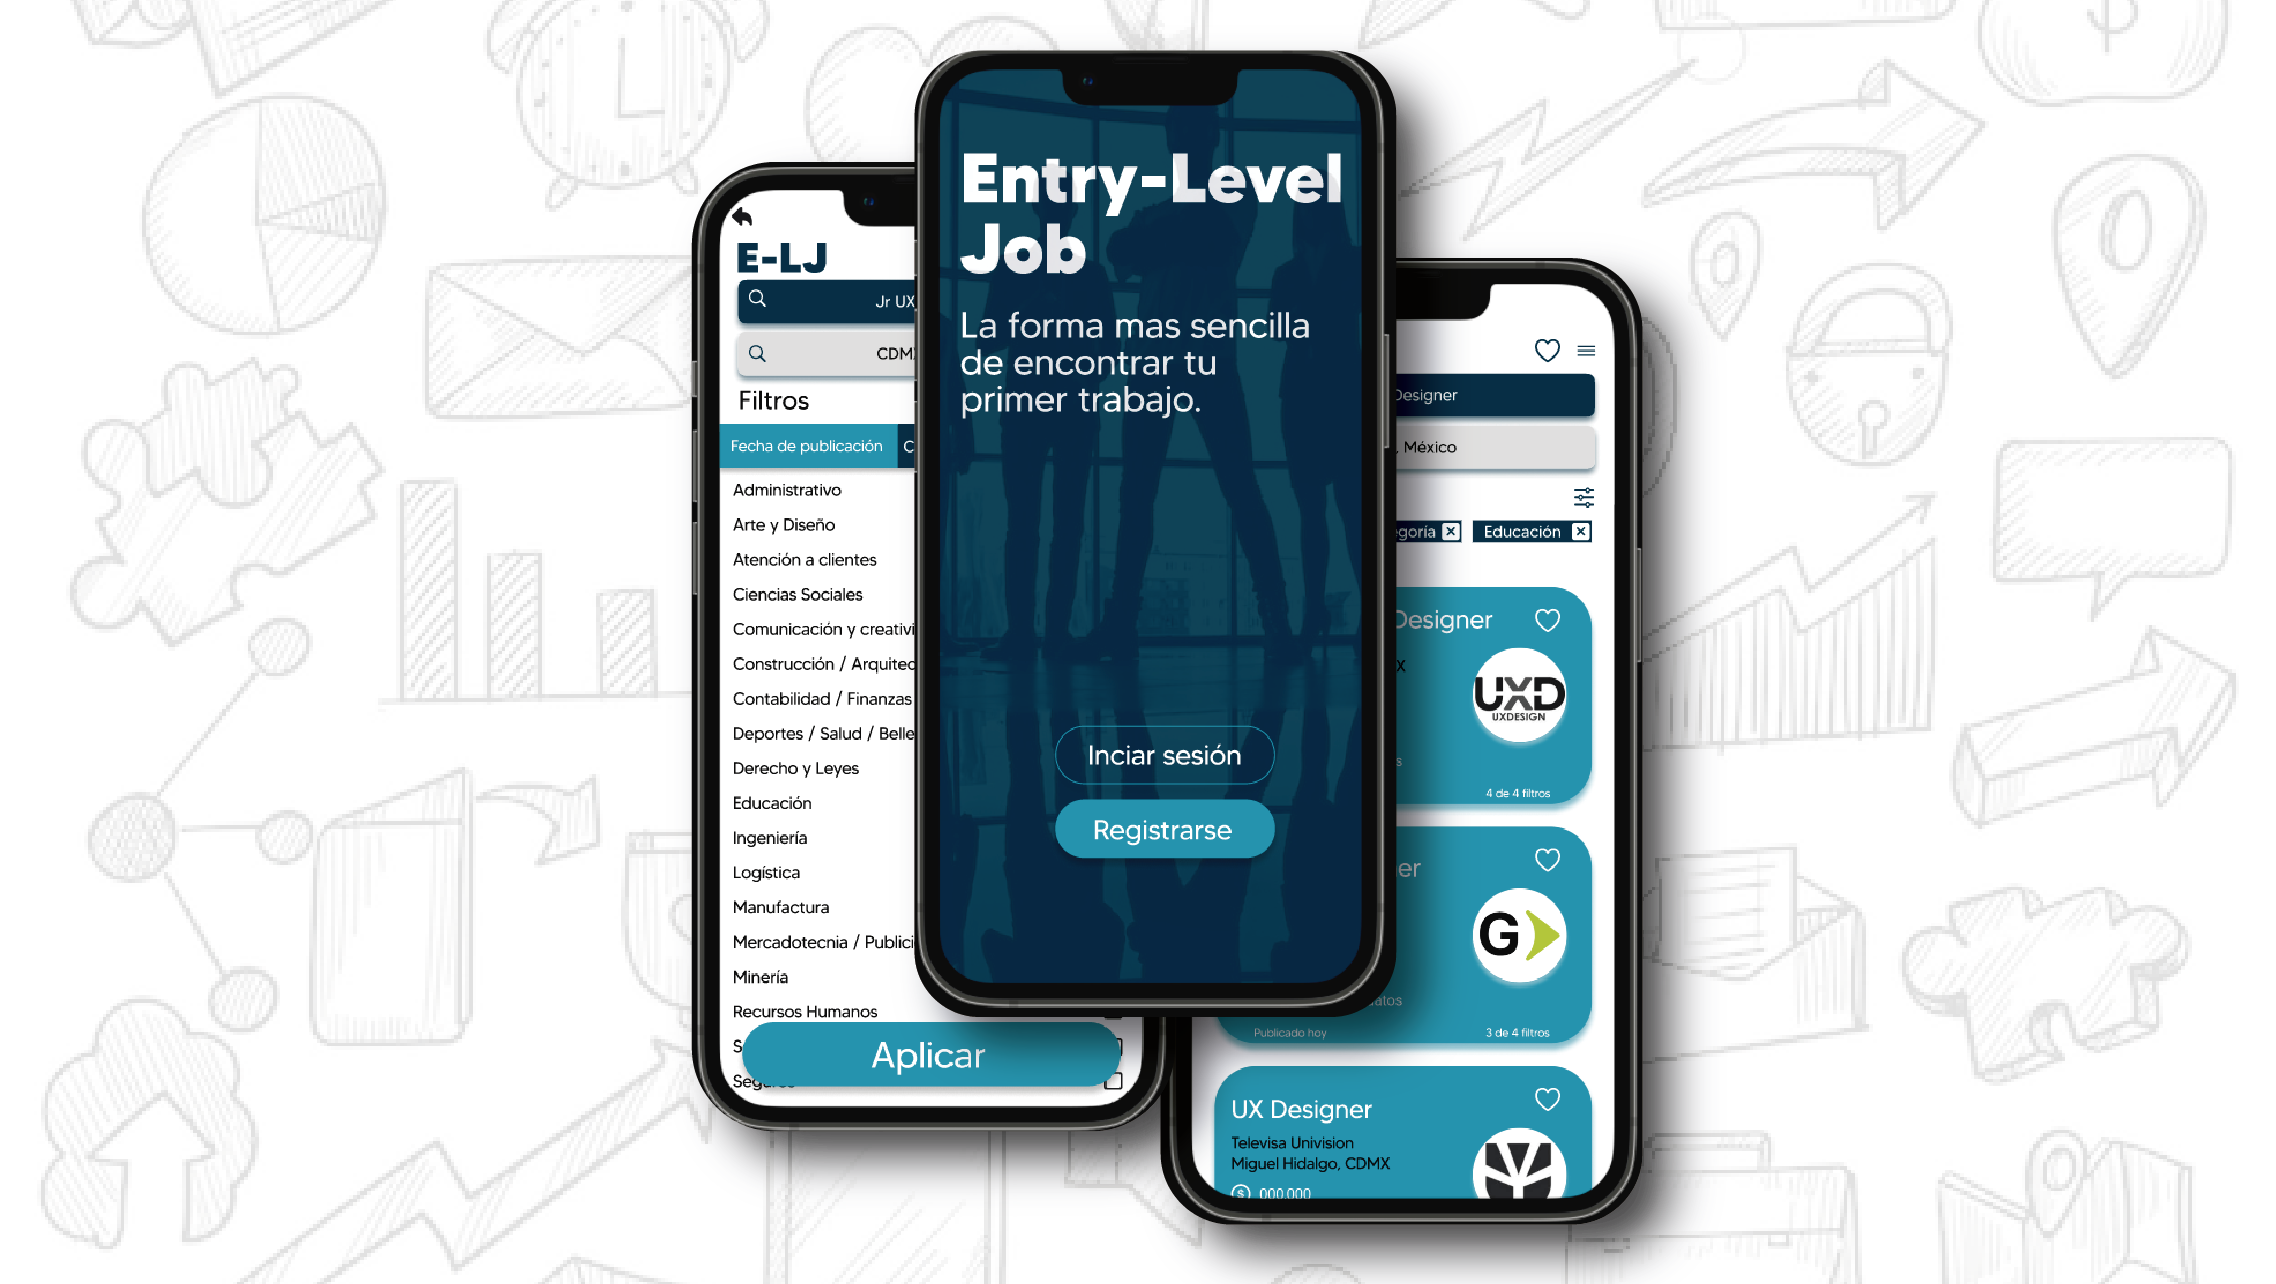 E-LJ
Jr UX
CDMX
Filtros
Fecha de publicación
Administrativo
Arte y Diseño
Atención a clientes
Ciencias Sociales
Comunicación y creativi
Construcción / Arquitec
Contabilidad / Finanzas
Deportes / Salud / Belle
Derecho y Leyes
Educación
Ingeniería
Logística
Manufactura
Mercadotecnia / Publici
Minería
Recursos Humanos
Aplicar
Entry-Level
Job
La forma mas sencilla
de encontrar tu
primer trabajo.
Inciar sesión
Registrarse
Designer
México
egoría
Educación
Designer
UXD
UXDESIGN
4 de 4 filtros
er
G
atos
Publicado hoy
3 de 4 filtros
UX Designer
Televisa Univision
Miguel Hidalgo, CDMX
$ 000,000